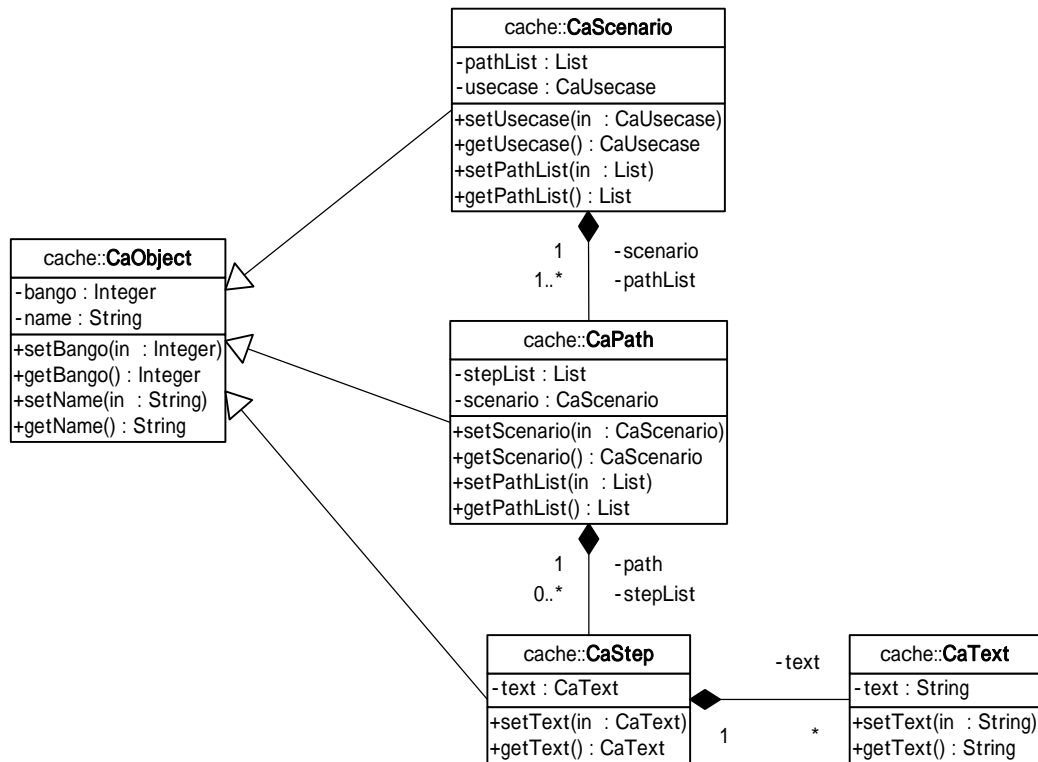 cache::CaScenario
-pathList : List
-usecase : CaUsecase
+setUsecase(in : CaUsecase)
+getUsecase() : CaUsecase
+setPathList(in : List)
+getPathList() : List
1 -scenario
1..* -pathList
cache::CaObject
-bango : Integer
-name : String
+setBango(in : Integer)
+getBango() : Integer
+setName(in : String)
+getName() : String
cache::CaPath
-stepList : List
-scenario : CaScenario
+setScenario(in : CaScenario)
+getScenario() : CaScenario
+setPathList(in : List)
+getPathList() : List
1 -path
0..* -stepList
cache::CaStep
-text : CaText
+setText(in : CaText)
+getText() : CaText
-text
1 *
cache::CaText
-text : String
+setText(in : String)
+getText() : String